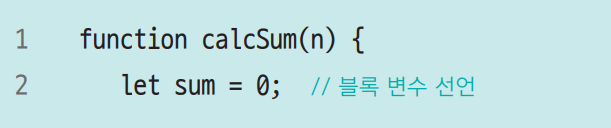 1 function calcSum(n) {
2 let sum = 0; // 블록 변수 선언